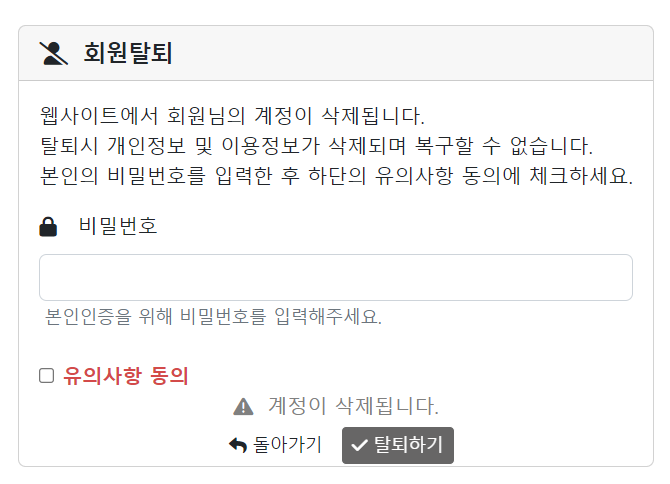 회원탈퇴
웹사이트에서 회원님의 계정이 삭제됩니다.
탈퇴시 개인정보 및 이용정보가 삭제되며 복구할 수 없습니다.
본인의 비밀번호를 입력한 후 하단의 유의사항 동의에 체크하세요.
비밀번호
본인인증을 위해 비밀번호를 입력해주세요.
유의사항 동의
계정이 삭제됩니다.
돌아가기 탈퇴하기